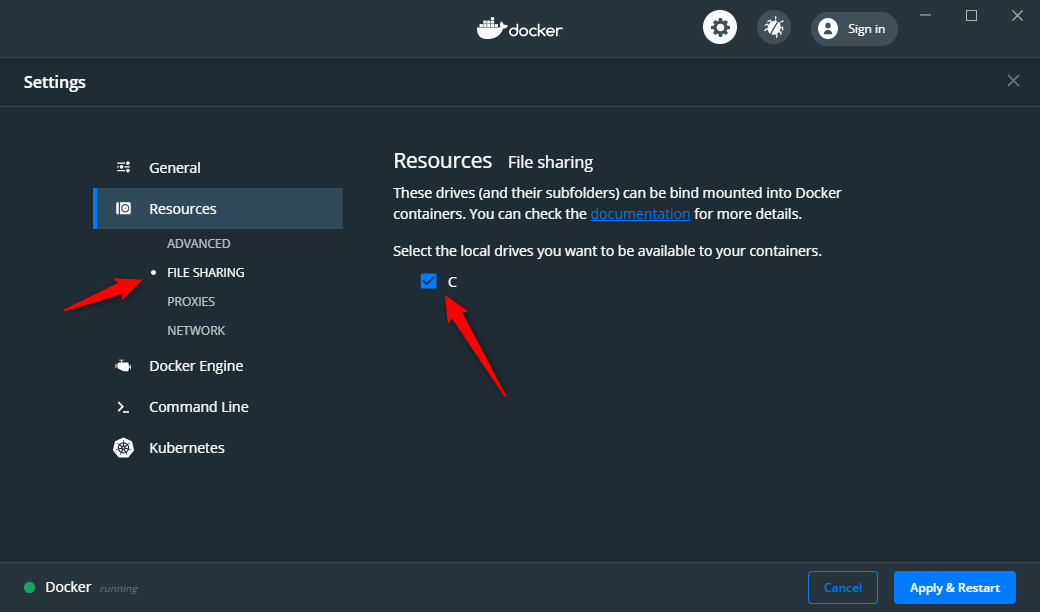 docker
Sign in
Settings
General
Resources
ADVANCED
FILE SHARING
PROXIES
NETWORK
Docker Engine
Command Line
Kubernetes
Resources File sharing
These drives (and their subfolders) can be bind mounted into Docker
containers. You can check the documentation for more details.
Select the local drives you want to be available to your containers.
C
Docker running
Cancel
Apply & Restart